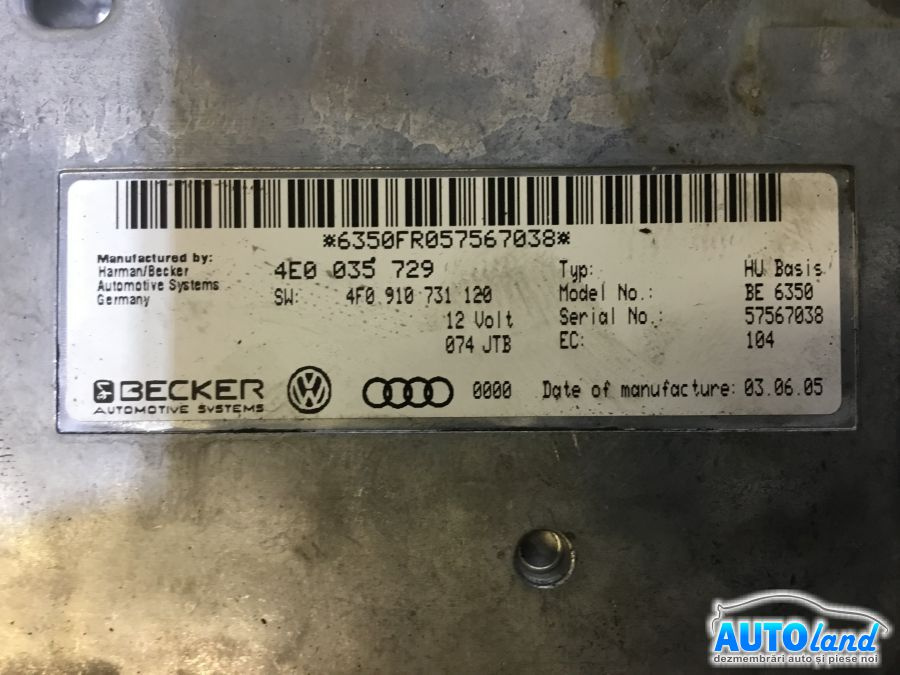 *6350FR057567038*
Manufactured by:
Harman/Becker
Automotive Systems
Germany
4E0 035 729
SW: 4F0 910 731 120
12 Volt
074 JTB
Typ: HU Basis
Model No.: BE 6350
Serial No.: 57567038
EC: 104
BECKER
AUTOMOTIVE SYSTEMS
VW
0000
Date of manufacture: 03.06.05
AUTOland
dezmembrări auto și piese noi